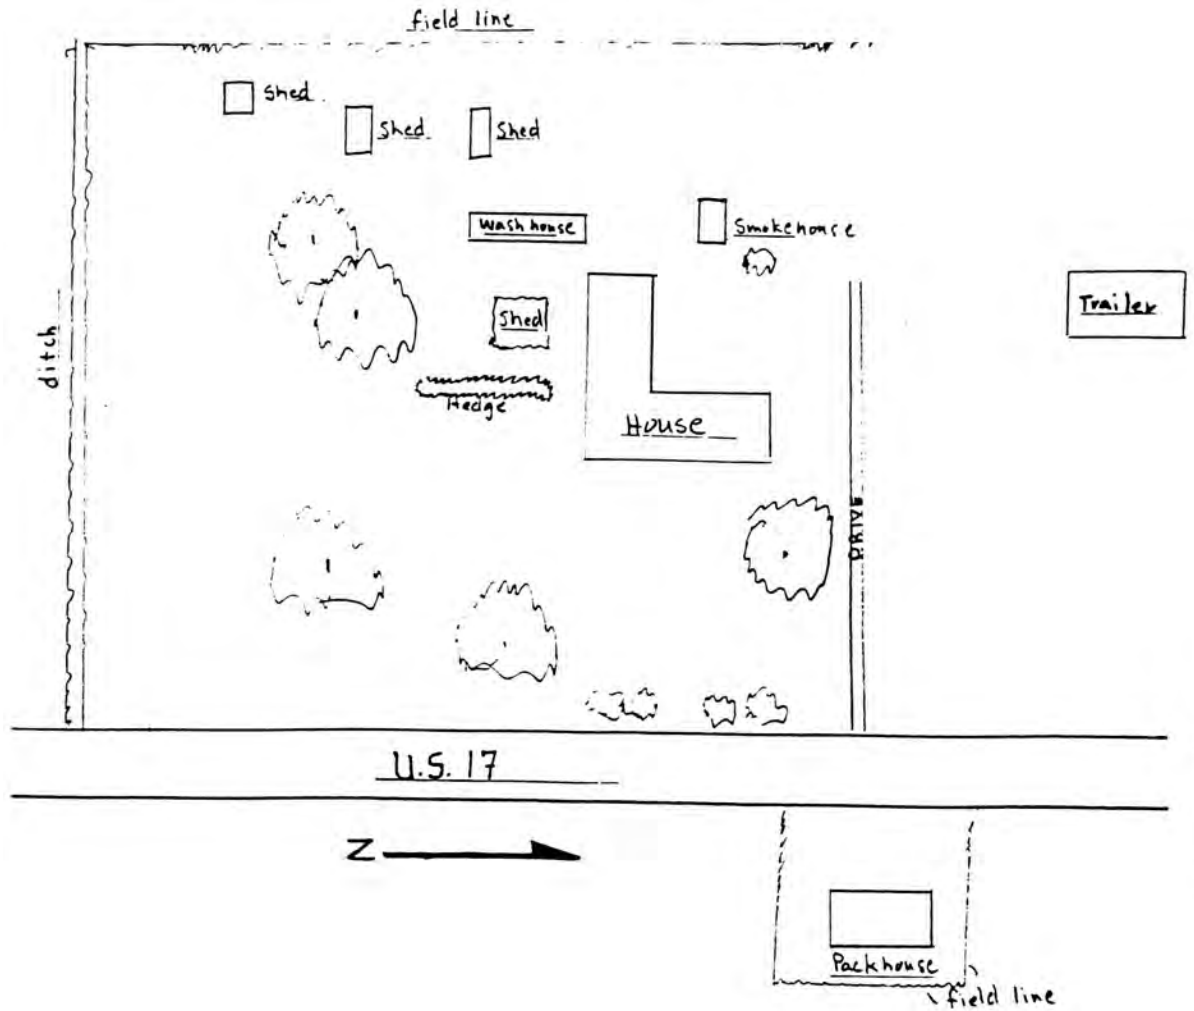 field line
shed
shed
shed
Wash house
Smokehouse
Trailer
Shed
ditch
Hedge
House
DRIVE
U.S. 17
N
Packhouse
field line